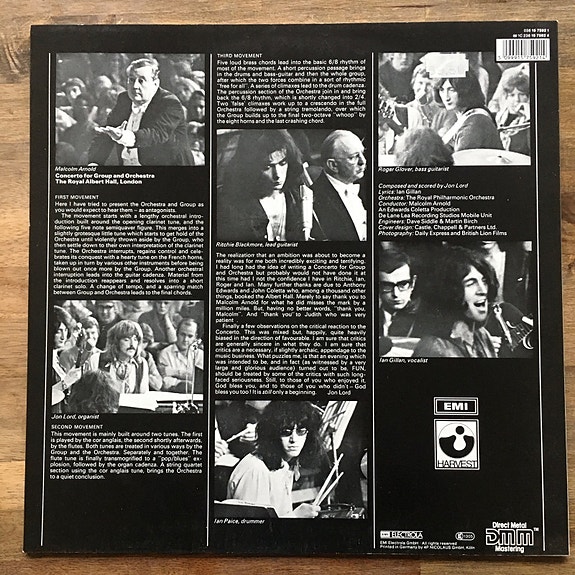 038 15 7592 1
Malcolm Arnold
Concerto for Group and Orchestra
The Royal Albert Hall, London
FIRST MOVEMENT
Here I have tried to present the Orchestra and Group as
you would expect to hear them – as antagonists.
The movement starts with a lengthy orchestral intro-
duction built around the opening clarinet tune, and the
following five note semiquaver figure. This merges into a
slightly grotesque little tune which starts to get hold of the
Orchestra until violently thrown aside by the Group, who
then settle down to their own interpretation of the clarinet
tune. The Orchestra interrupts, regains control and cele-
brates its conquest with a hearty tune on the French horns,
taken up in turn by various other instruments before being
blown out once more by the Group. Another orchestral
interruption leads into the guitar cadenza. Material from
the introduction reappears and resolves into a short
clarinet solo. A change of tempo, and a sparring match
between Group and Orchestra leads to the final chords.
Jon Lord, organist
SECOND MOVEMENT
This movement is mainly built around two tunes. The first
is played by the cor anglais, the second shortly afterwards,
by the flutes. Both tunes are treated in various ways by the
Group and the Orchestra. Separately and together. The
flute tune is finally transmogrified to a "pop/blues" ex-
plosion, followed by the organ cadenza. A string quartet
section using the cor anglais tune, brings the Orchestra
to a quiet conclusion.
THIRD MOVEMENT
Five loud brass chords lead into the basic 6/8 rhythm of
most of the movement. A short percussion passage brings
in the drums and bass-guitar and then the whole group,
after which the two forces combine in a sort of rhythmic
"free for all". A series of climaxes lead to the drum cadenza.
The percussion section of the Orchestra join in and bring
back the 6/8 rhythm, which is shortly changed into 2/4
Two 'false' climaxes work up to a crescendo in the full
Orchestra followed by a string tremolando, over which
the Group builds up to the final two-octave "whoop" by
the eight horns and the last crashing chord.
Ritchie Blackmore, lead guitarist
The realization that an ambition was about to become a
reality was for me both incredibly exciting and terrifying.
I had long had the idea of writing a Concerto for Group
and Orchestra but probably would not have done it at
this time had I not the confidence I have in Ritchie, Ian,
Roger and Ian. Many further thanks are due to Anthony
Edwards and John Coletta who, among a thousand other
things, booked the Albert Hall. Merely to say thank you to
Malcolm Arnold for what he did misses the mark by a
million miles. But, having no better words, "thank you,
Malcolm". And "thank you" to Judith who was very
patient.
Finally a few observations on the critical reaction to the
Concerto. This was mixed but, happily, quite heavily
biased in the direction of favourable. I am sure that critics
are generally sincere in what they do. I am sure that
critics are a necessary, if slightly archaic, appendage to the
music business. What puzzles me, is that an evening which
was intended to be, and in fact (as witnessed by a very
large and glorious audience) turned out to be, FUN,
should be treated by some of the critics with such long-
faced seriousness. Still, to those of you who enjoyed it,
God bless you, and to those of you who didn't – God
bless you too! It is still only a beginning. Jon Lord
Ian Paice, drummer
Roger Glover, bass guitarist
Composed and scored by Jon Lord
Lyrics: Ian Gillan
Orchestra: The Royal Philharmonic Orchestra
Conductor: Malcolm Arnold
An Edwards Coletta Production
De Lane Lea Recording Studios Mobile Unit
Engineers: Dave Siddle & Martin Birch
Cover design: Castle, Chappell & Partners Ltd.
Photography: Daily Express and British Lion Films
Ian Gillan, vocalist
EMI
HARVEST
EMI ELECTROLA
EMI Electrola GmbH · All rights reserved
Printed in Germany by 4P. NICOLAUS GmbH, Köln
Direct Metal
DMM TM
Mastering